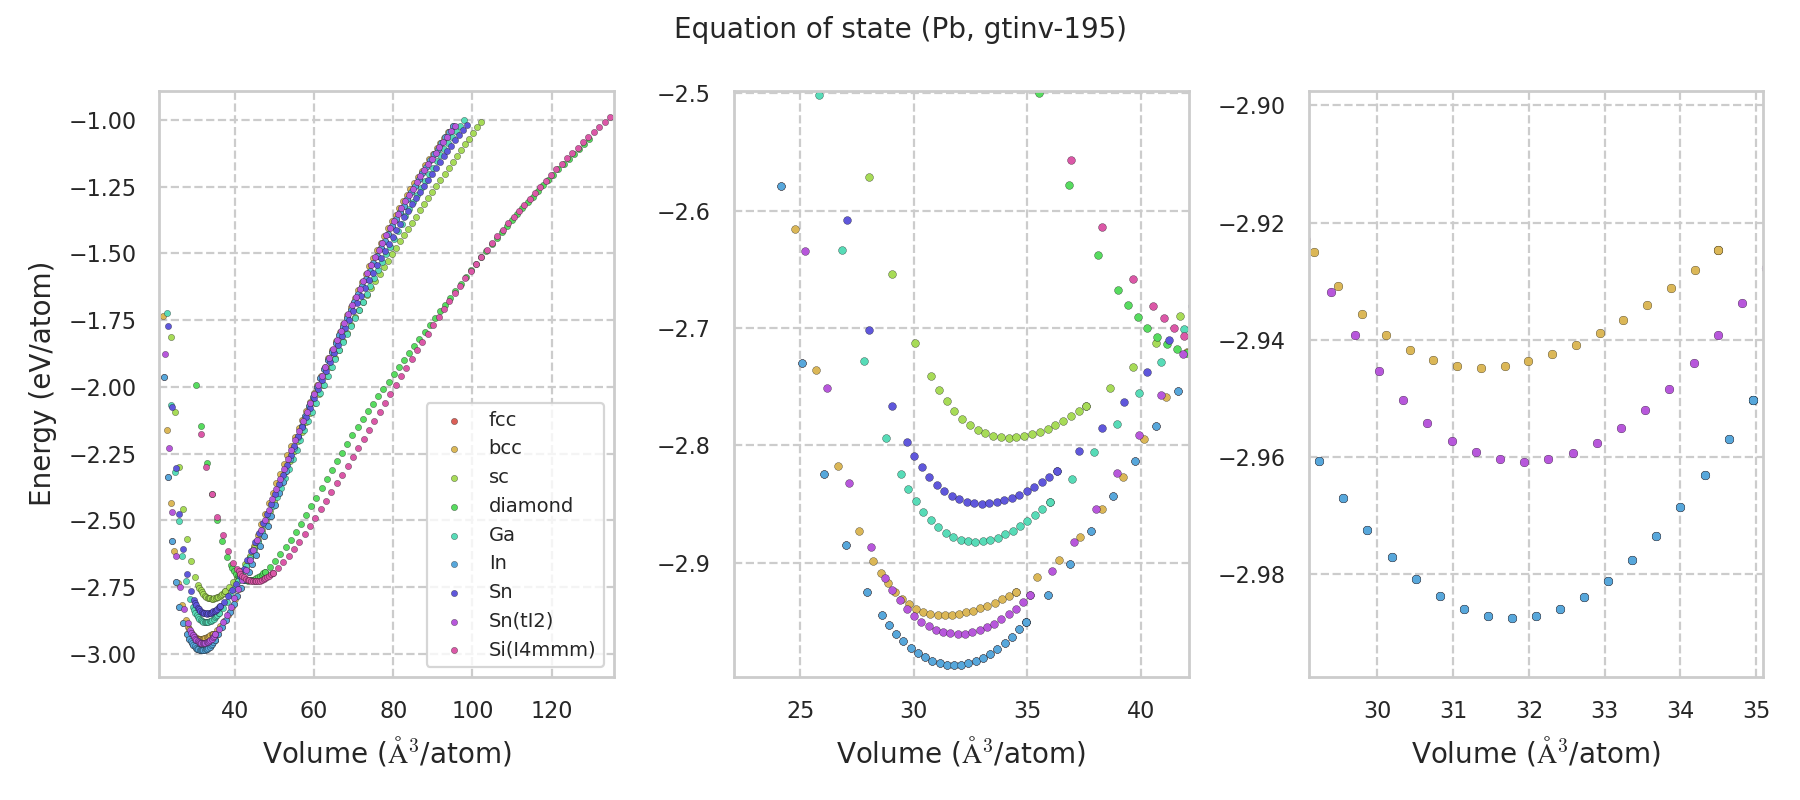 Equation of state (Pb, gtinv-195)
Energy (eV/atom)
−1.00
−1.25
−1.50
−1.75
−2.00
−2.25
−2.50
−2.75
−3.00
40 60 80 100 120
Volume (Å³/atom)
fcc
bcc
sc
diamond
Ga
In
Sn
Sn(tI2)
Si(I4mmm)
−2.5
−2.6
−2.7
−2.8
−2.9
25 30 35 40
Volume (Å³/atom)
−2.90
−2.92
−2.94
−2.96
−2.98
30 31 32 33 34 35
Volume (Å³/atom)